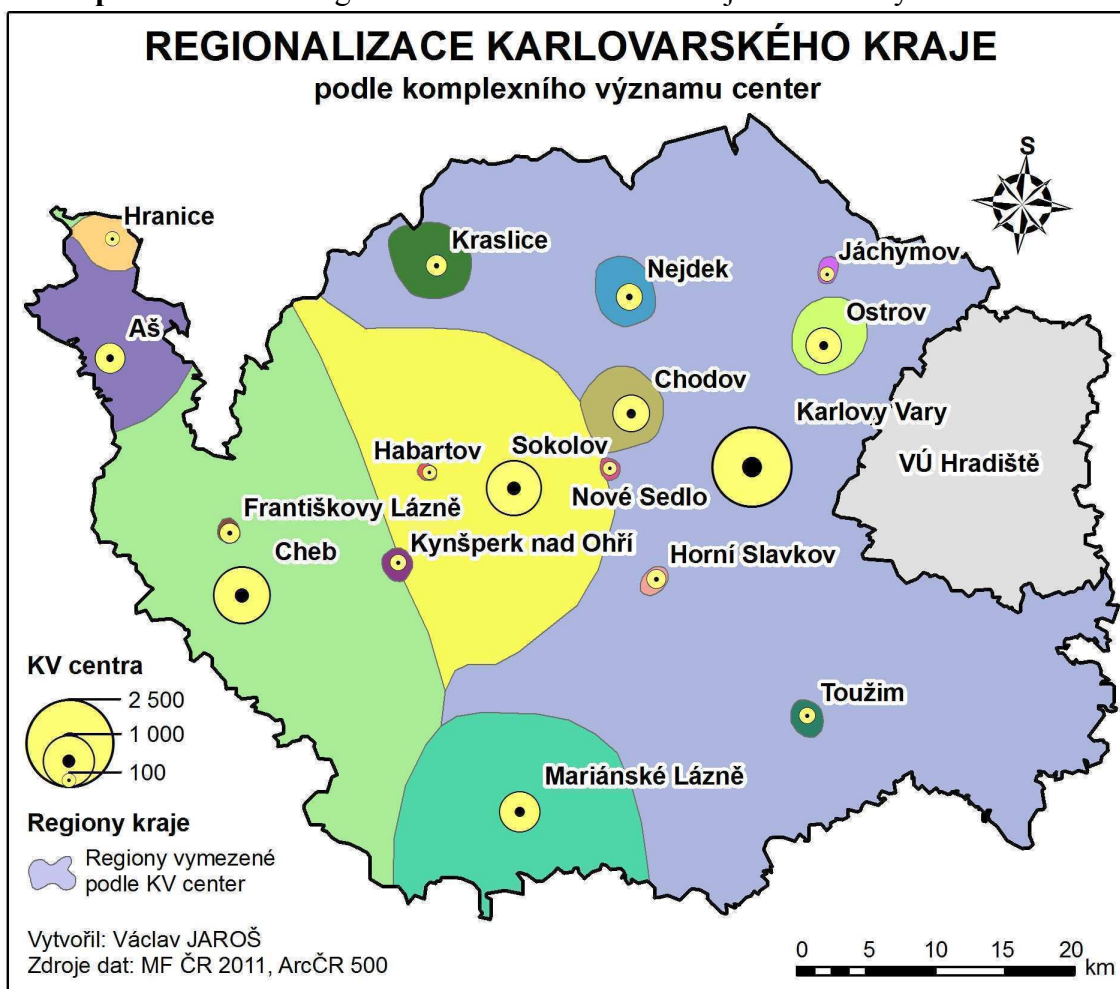 REGIONALIZACE KARLOVARSKÉHO KRAJE
podle komplexního významu center
S
Hranice
Kraslice
Nejdek
Jáchymov
Aš
Ostrov
Chodov
Karlovy Vary
Habartov
Sokolov
VÚ Hradiště
Nové Sedlo
Františkovy Lázně
Cheb
Kynšperk nad Ohří
Horní Slavkov
KV centra
2 500
1 000
100
Toužim
Mariánské Lázně
Regiony kraje
Regiony vymezené
podle KV center
Vytvořil: Václav JAROŠ
Zdroje dat: MF ČR 2011, ArcČR 500
0 5 10 15 20
km